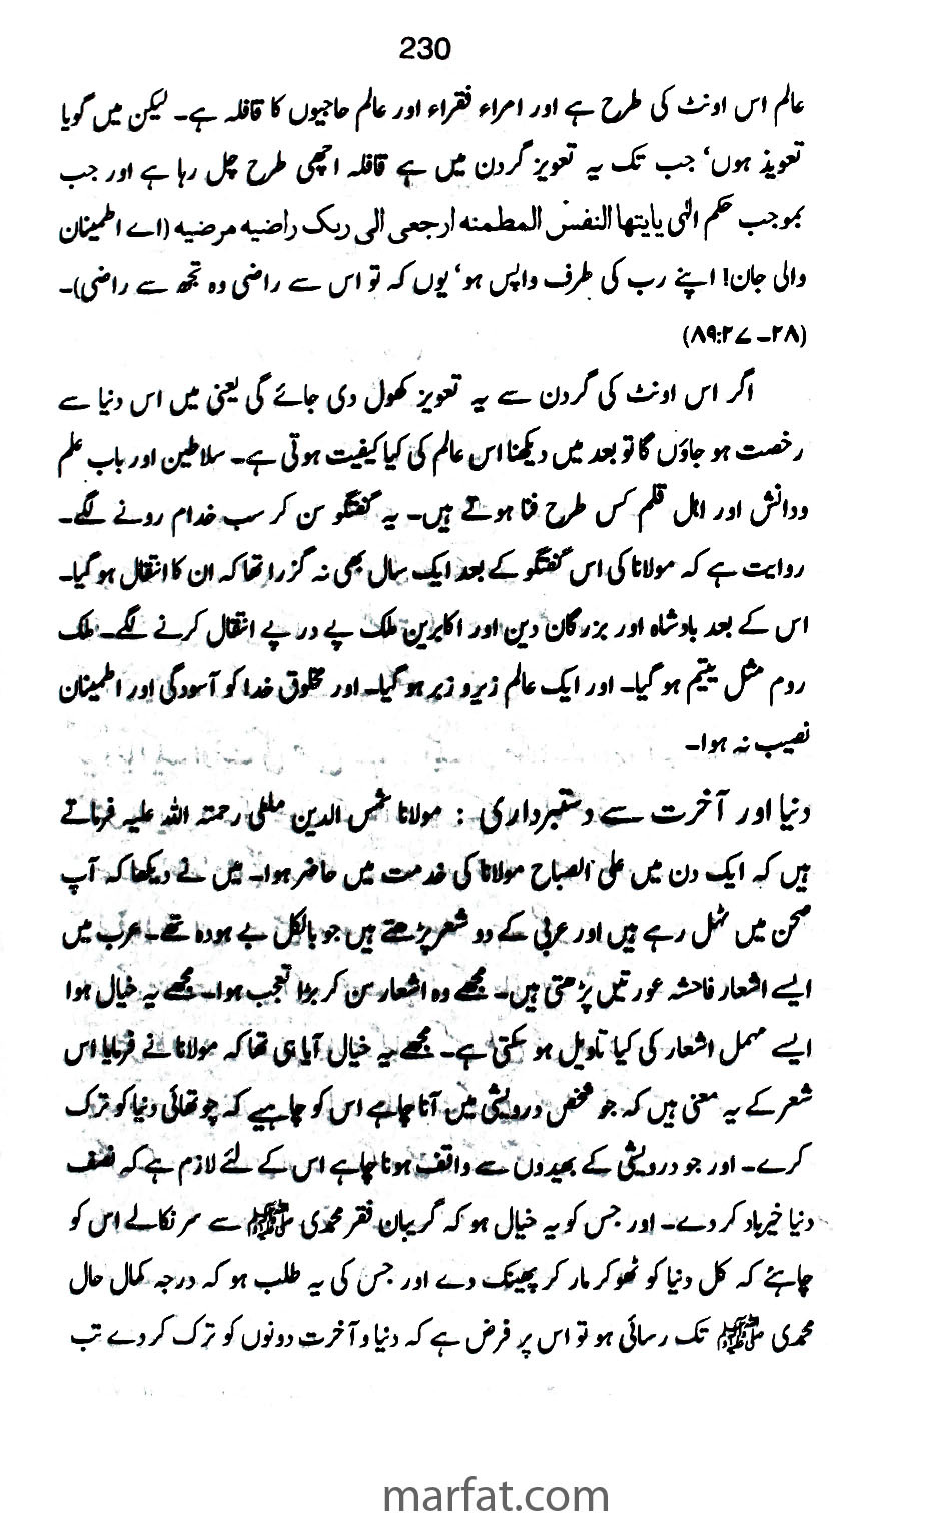 230
عالم اس اونٹ کی طرح ہے اور امراء فقراء اور عالم حاجیوں کا قافلہ ہے۔ لیکن میں گویا
تعویذ ہوں‘ جب تک یہ تعویز گردن میں ہے قافلہ اچھی طرح چل رہا ہے اور جب
بموجب حکم الٰہی یایتھا النفس المطمنہ ارجعی الی ربک راضیہ مرضیہ (اے اطمینان
والی جان! اپنے رب کی طرف واپس ہو‘ یوں کہ تو اس سے راضی وہ تجھ سے راضی)۔
(۸۹:۲۷۔۲۸)
اگر اس اونٹ کی گردن سے یہ تعویز کھول دی جائے گی یعنی میں اس دنیا سے
رخصت ہو جاؤں گا تو بعد میں دیکھنا اس عالم کی کیا کیفیت ہوتی ہے۔ سلاطین اور باب علم
ودانش اور اہل قلم کس طرح فنا ہوتے ہیں۔ یہ گفتگو سن کر سب خدام رونے لگے۔
روایت ہے کہ مولانا کی اس گفتگو کے بعد ایک سال بھی نہ گزرا تھا کہ ان کا انتقال ہو گیا۔
اس کے بعد بادشاہ اور بزرگان دین اور اکابرین ملک پے در پے انتقال کرنے لگے۔ ملک
روم مثل یتیم ہو گیا۔ اور ایک عالم زیر و زبر ہو گیا۔ اور مخلوق خدا کو آسودگی اور اطمینان
نصیب نہ ہوا۔
دنیا اور آخرت سے دستبرداری : مولانا شمس الدین ملطی رحمتہ اللہ علیہ فرماتے
ہیں کہ ایک دن میں علی الصباح مولانا کی خدمت میں حاضر ہوا۔ میں نے دیکھا کہ آپ
صحن میں ٹہل رہے ہیں اور عربی کے دو شعر پڑھتے ہیں جو بالکل بے ہودہ تھے۔ عرب میں
ایسے اشعار فاحشہ عورتیں پڑھتی ہیں۔ مجھے وہ اشعار سن کر بڑا تعجب ہوا۔ مجھے یہ خیال ہوا
ایسے مہمل اشعار کی کیا تاویل ہو سکتی ہے۔ مجھے یہ خیال آیا ہی تھا کہ مولانا نے فرمایا اس
شعر کے یہ معنی ہیں کہ جو شخص درویشی میں آنا چاہے اس کو چاہیے کہ چوتھائی دنیا کو ترک
کرے۔ اور جو درویشی کے بھیدوں سے واقف ہونا چاہے اس کے لئے لازم ہے کہ نصف
دنیا خیرباد کر دے۔ اور جس کو یہ خیال ہو کہ گریبان فقر محمدی ﷺ سے سر نکالے اس کو
چاہئے کہ کل دنیا کو ٹھوکر مار کر پھینک دے اور جس کی یہ طلب ہو کہ درجہ کمال حال
محمدی ﷺ تک رسائی ہو تو اس پر فرض ہے کہ دنیا و آخرت دونوں کو ترک کر دے تب
marfat.com